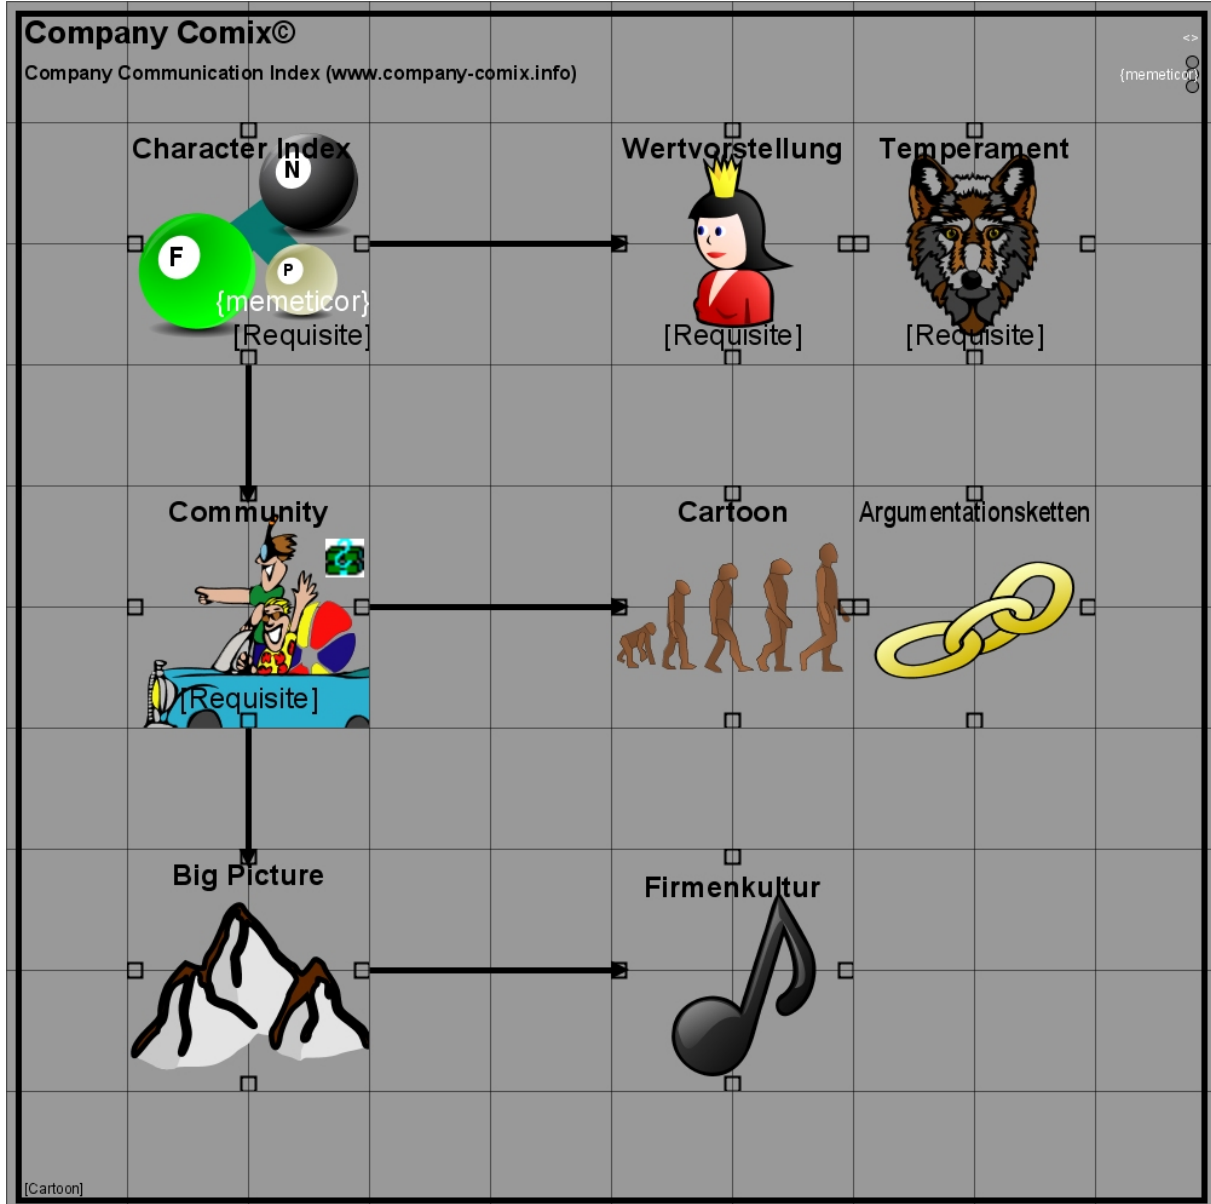 Company Comix©
<>
Company Communication Index (www.company-comix.info)
{memeticor}
Character Index
Wertvorstellung
Temperament
N
F
P
{memeticor}
[Requisite]
[Requisite]
[Requisite]
Community
Cartoon
Argumentationsketten
[Requisite]
Big Picture
Firmenkultur
[Cartoon]